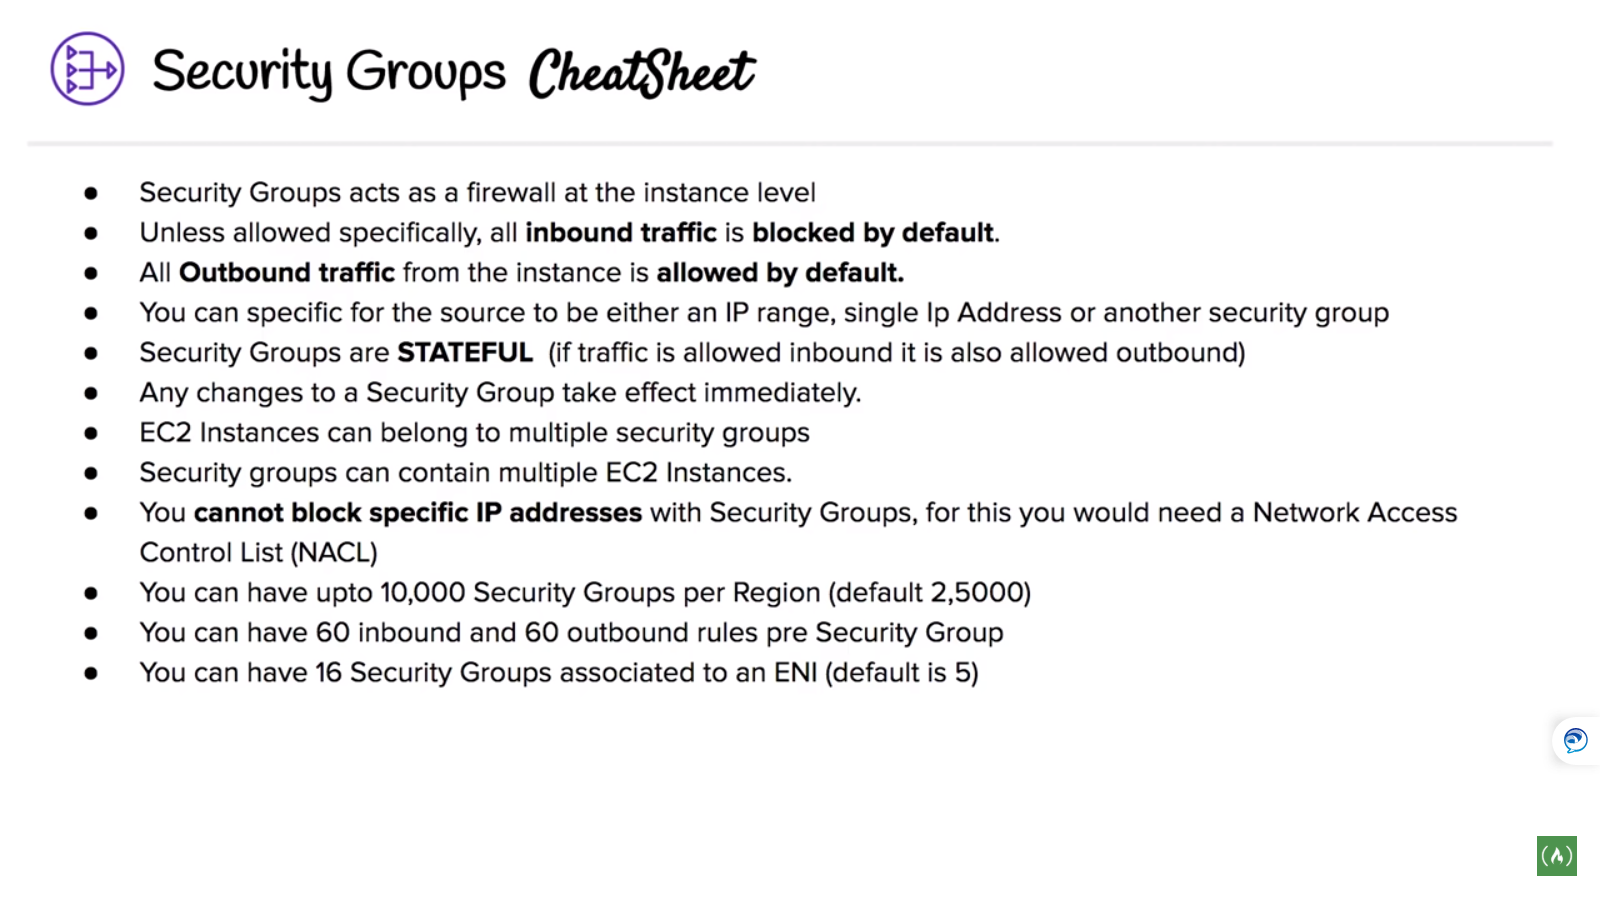 Security Groups CheatSheet
● Security Groups acts as a firewall at the instance level
● Unless allowed specifically, all inbound traffic is blocked by default.
● All Outbound traffic from the instance is allowed by default.
● You can specific for the source to be either an IP range, single Ip Address or another security group
● Security Groups are STATEFUL (if traffic is allowed inbound it is also allowed outbound)
● Any changes to a Security Group take effect immediately.
● EC2 Instances can belong to multiple security groups
● Security groups can contain multiple EC2 Instances.
● You cannot block specific IP addresses with Security Groups, for this you would need a Network Access
Control List (NACL)
● You can have upto 10,000 Security Groups per Region (default 2,5000)
● You can have 60 inbound and 60 outbound rules pre Security Group
● You can have 16 Security Groups associated to an ENI (default is 5)